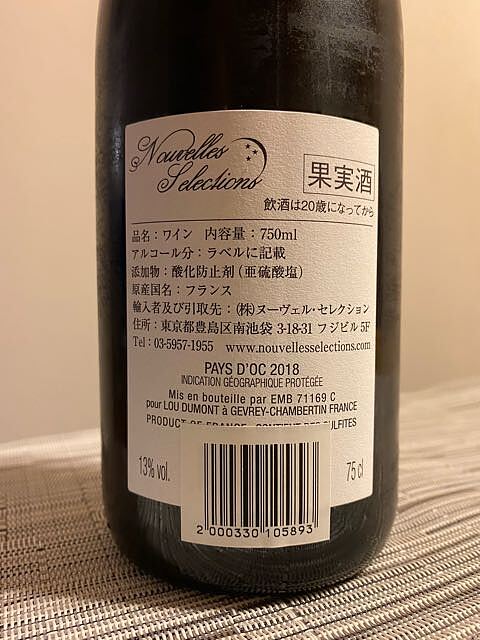 Nouvelles
Selections
果実酒
飲酒は20歳になってから
品名：ワイン 内容量：750ml
アルコール分：ラベルに記載
添加物：酸化防止剤（亜硫酸塩）
原産国名：フランス
輸入者及び引取先：(株)ヌーヴェル・セレクション
住所：東京都豊島区南池袋 3-18-31 フジビル 5F
Tel：03-5957-1955 www.nouvellesselections.com
PAYS D'OC 2018
INDICATION GÉOGRAPHIQUE PROTÉGÉE
Mis en bouteille par EMB 71169 C
pour LOU DUMONT à GEVREY-CHAMBERTIN FRANCE
PRODUCT OF FRANCE - CONTIENT DES SULFITES
13% vol. 75 cl
2 000330 105893